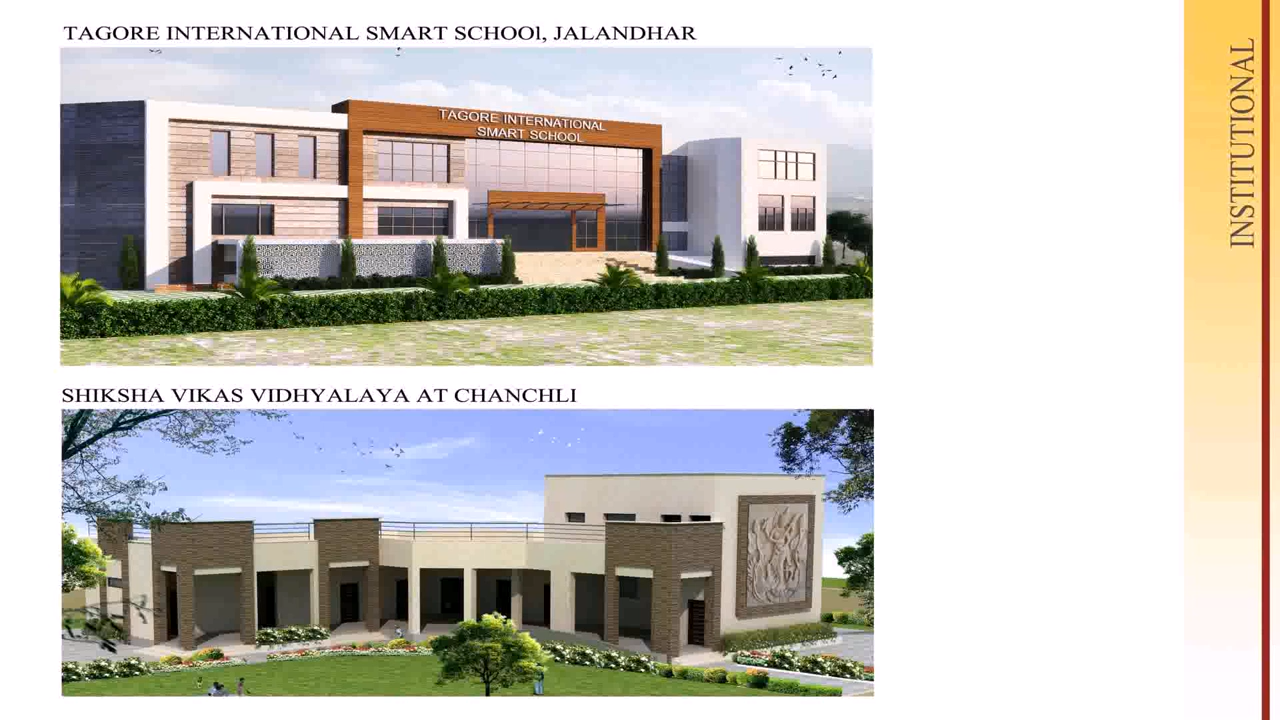 TAGORE INTERNATIONAL SMART SCHOOl, JALANDHAR
TAGORE INTERNATIONAL
SMART SCHOOL
SHIKSHA VIKAS VIDHYALAYA AT CHANCHLI
INSTITUTIONAL